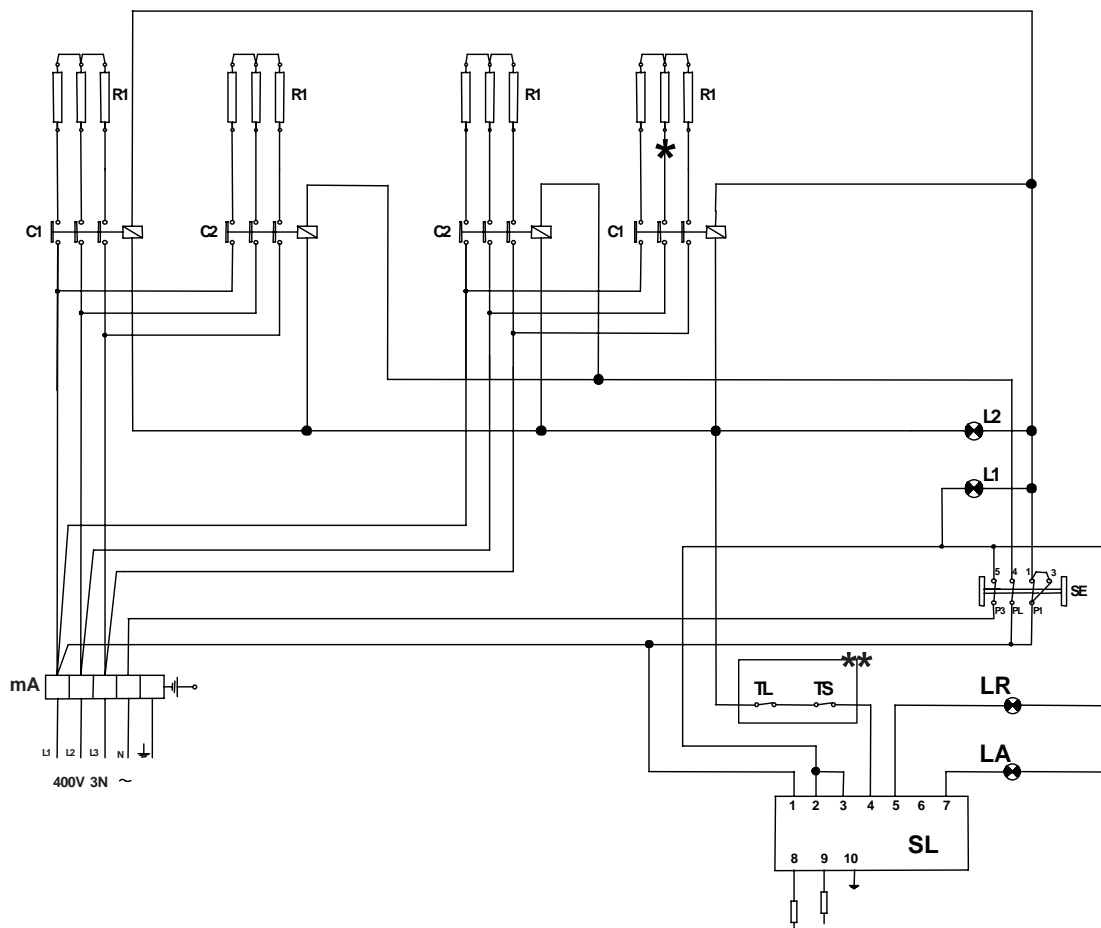 R1 R1 R1 R1
*
C1 C2 C2 C1
L2
L1
5 4 1 3
SE
P3 PL P1
**
mA TL TS LR
L1 L2 L3 N
LA
400V 3N ~
1 2 3 4 5 6 7
SL
8 9 10